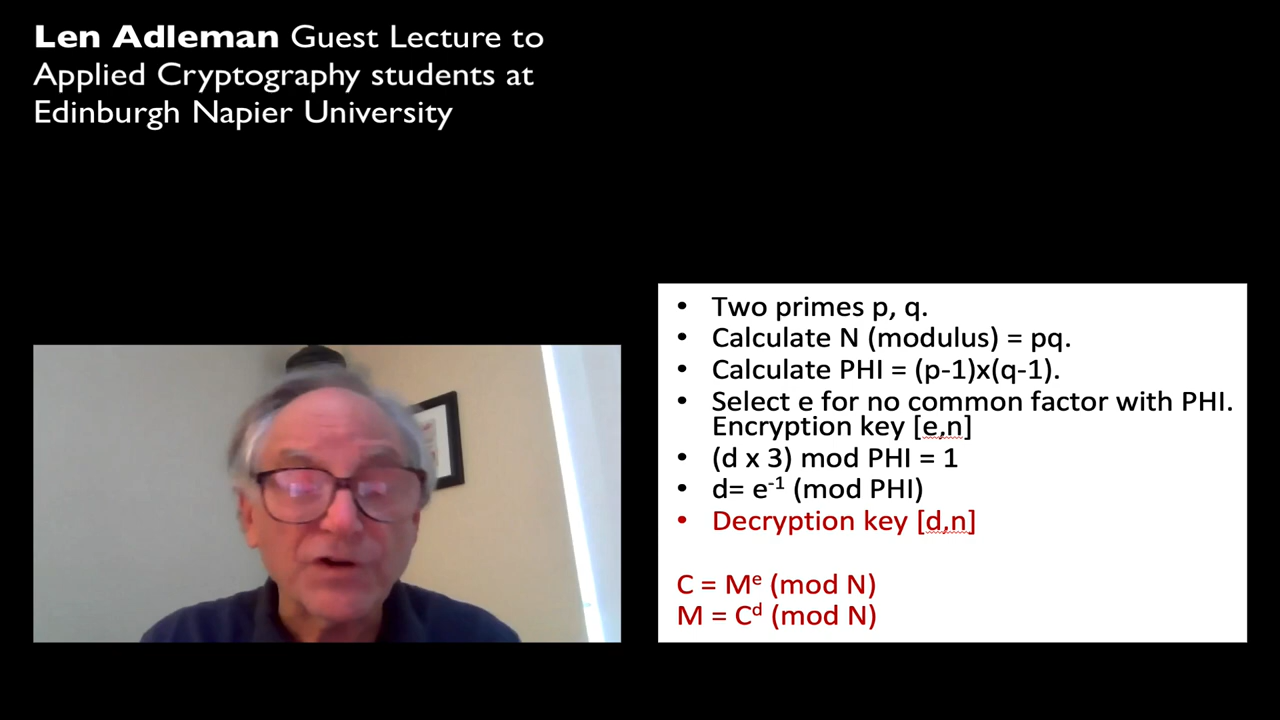 Len Adleman Guest Lecture to
Applied Cryptography students at
Edinburgh Napier University
• Two primes p, q.
• Calculate N (modulus) = pq.
• Calculate PHI = (p-1)x(q-1).
• Select e for no common factor with PHI.
Encryption key [e,n]
• (d x 3) mod PHI = 1
• d= e⁻¹ (mod PHI)
• Decryption key [d,n]
C = Mᵉ (mod N)
M = Cᵈ (mod N)